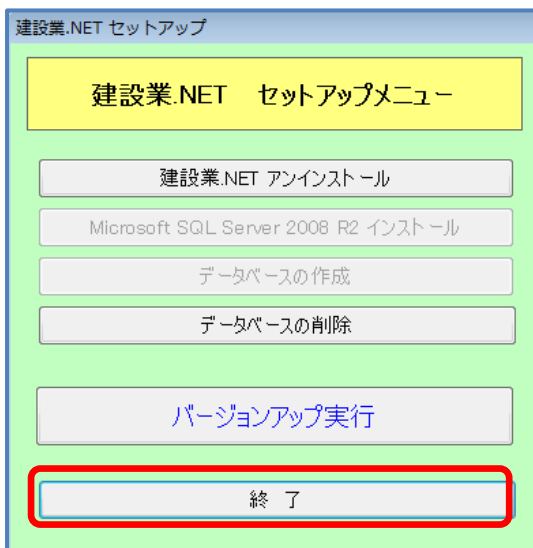 建設業.NET セットアップ
建設業.NET　セットアップメニュー
建設業.NET アンインストール
Microsoft SQL Server 2008 R2 インストール
データベースの作成
データベースの削除
バージョンアップ実行
終 了